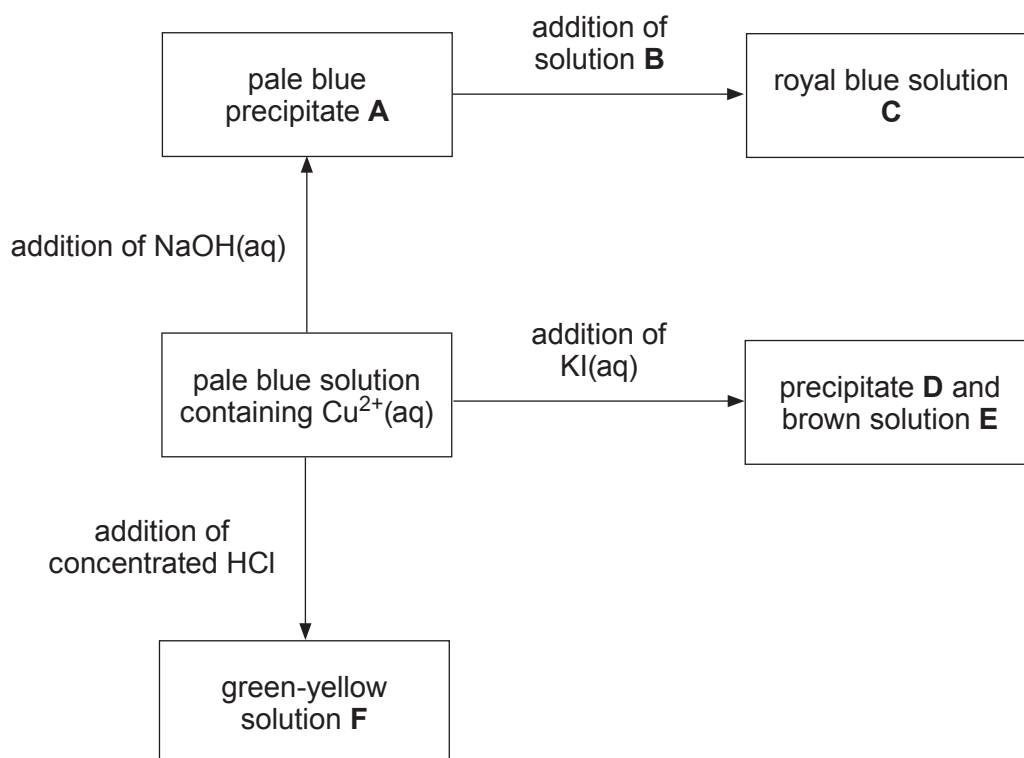 addition of
solution B
pale blue
precipitate A
royal blue solution
C
addition of NaOH(aq)
addition of
KI(aq)
pale blue solution
containing Cu²⁺(aq)
precipitate D and
brown solution E
addition of
concentrated HCl
green-yellow
solution F